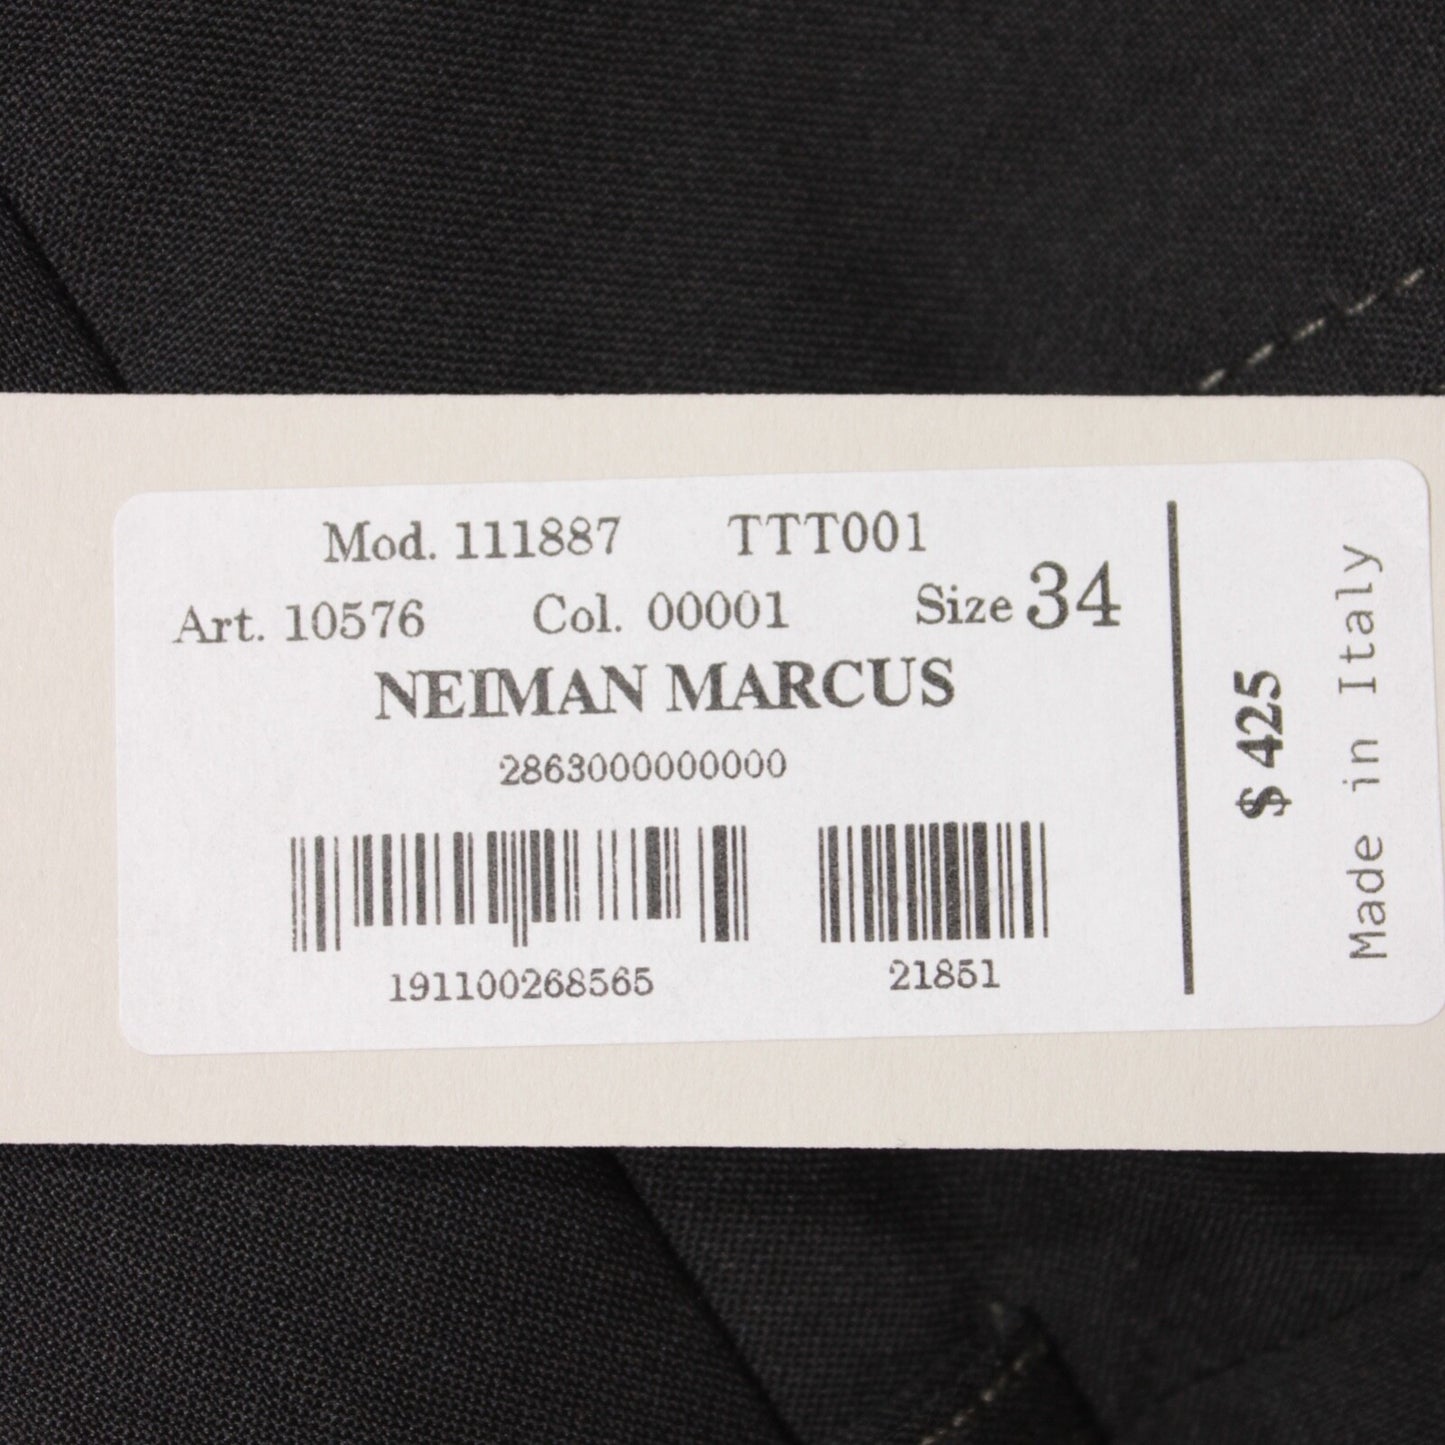 Mod. 111887 TTT001
Art. 10576 Col. 00001 Size 34
NEIMAN MARCUS
2863000000000
191100268565 21851
$ 425
Made in Italy